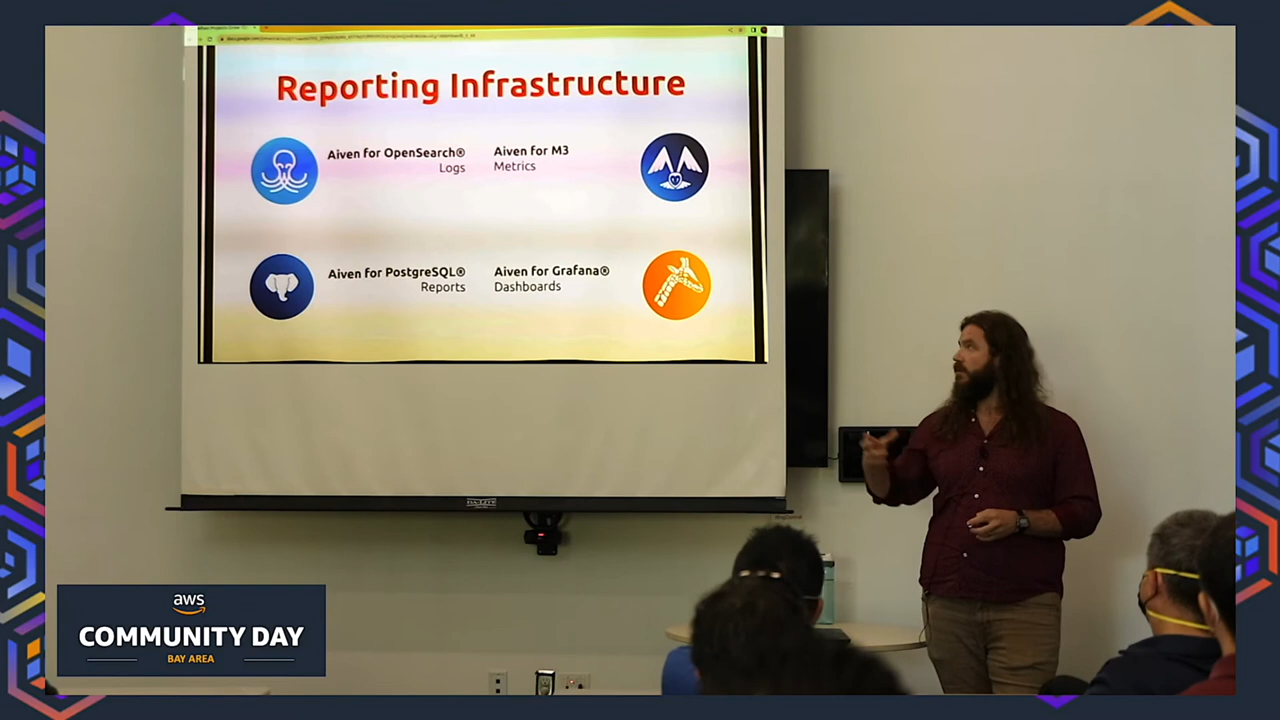 Reporting Infrastructure
Aiven for OpenSearch®
Logs
Aiven for M3
Metrics
Aiven for PostgreSQL®
Reports
Aiven for Grafana®
Dashboards
aws
COMMUNITY DAY
BAY AREA